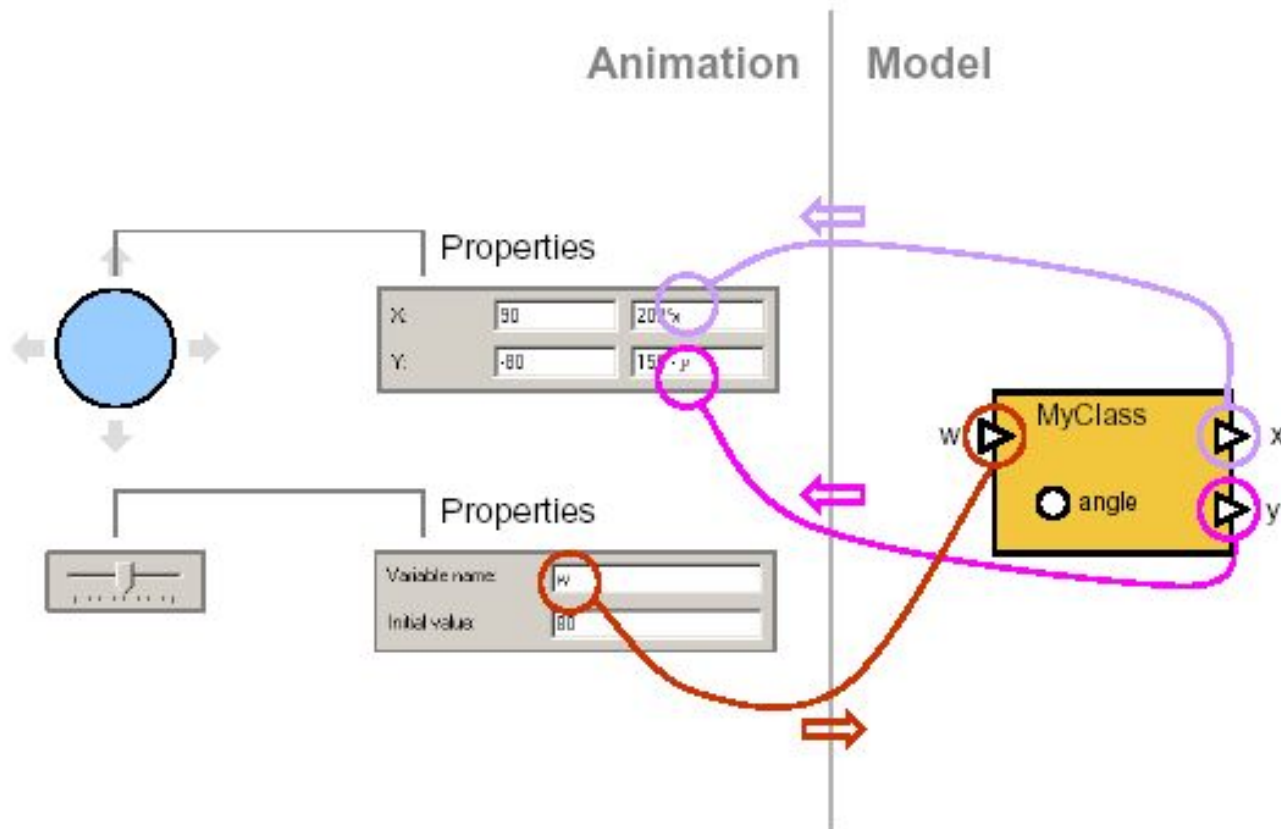 Animation
Model
Properties
X:
90
Y:
-80
MyClass
w
x
angle
y
Properties
Variable name:
w
Initial value:
80